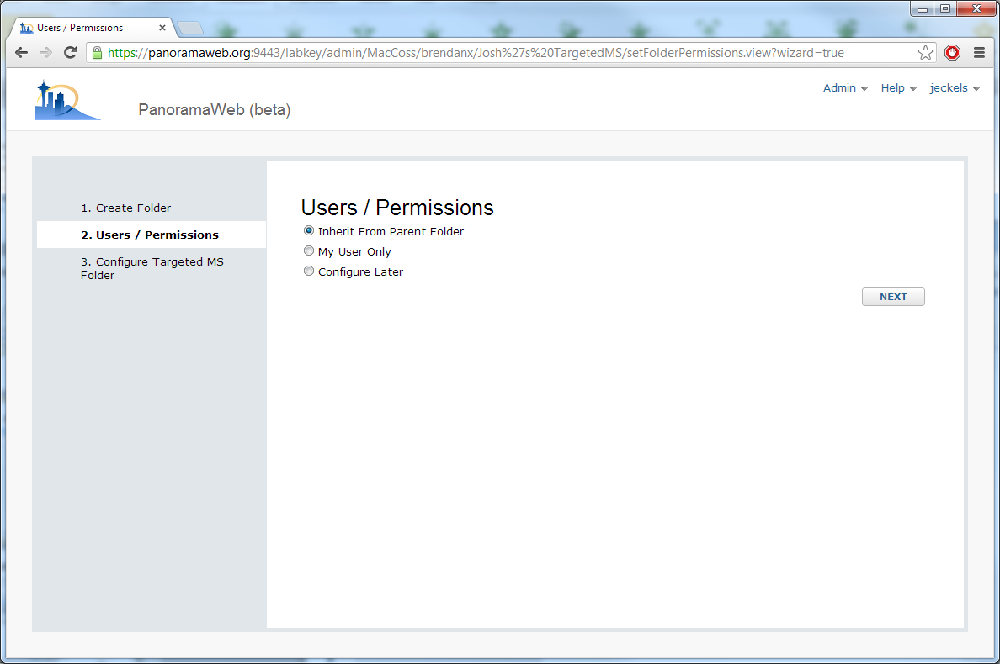 Users / Permissions
https://panoramaweb.org:9443/labkey/admin/MacCoss/brendanx/Josh%27s%20TargetedMS/setFolderPermissions.view?wizard=true
Admin Help jeckels
PanoramaWeb (beta)
1. Create Folder
2. Users / Permissions
3. Configure Targeted MS
Folder
Users / Permissions
Inherit From Parent Folder
My User Only
Configure Later
NEXT